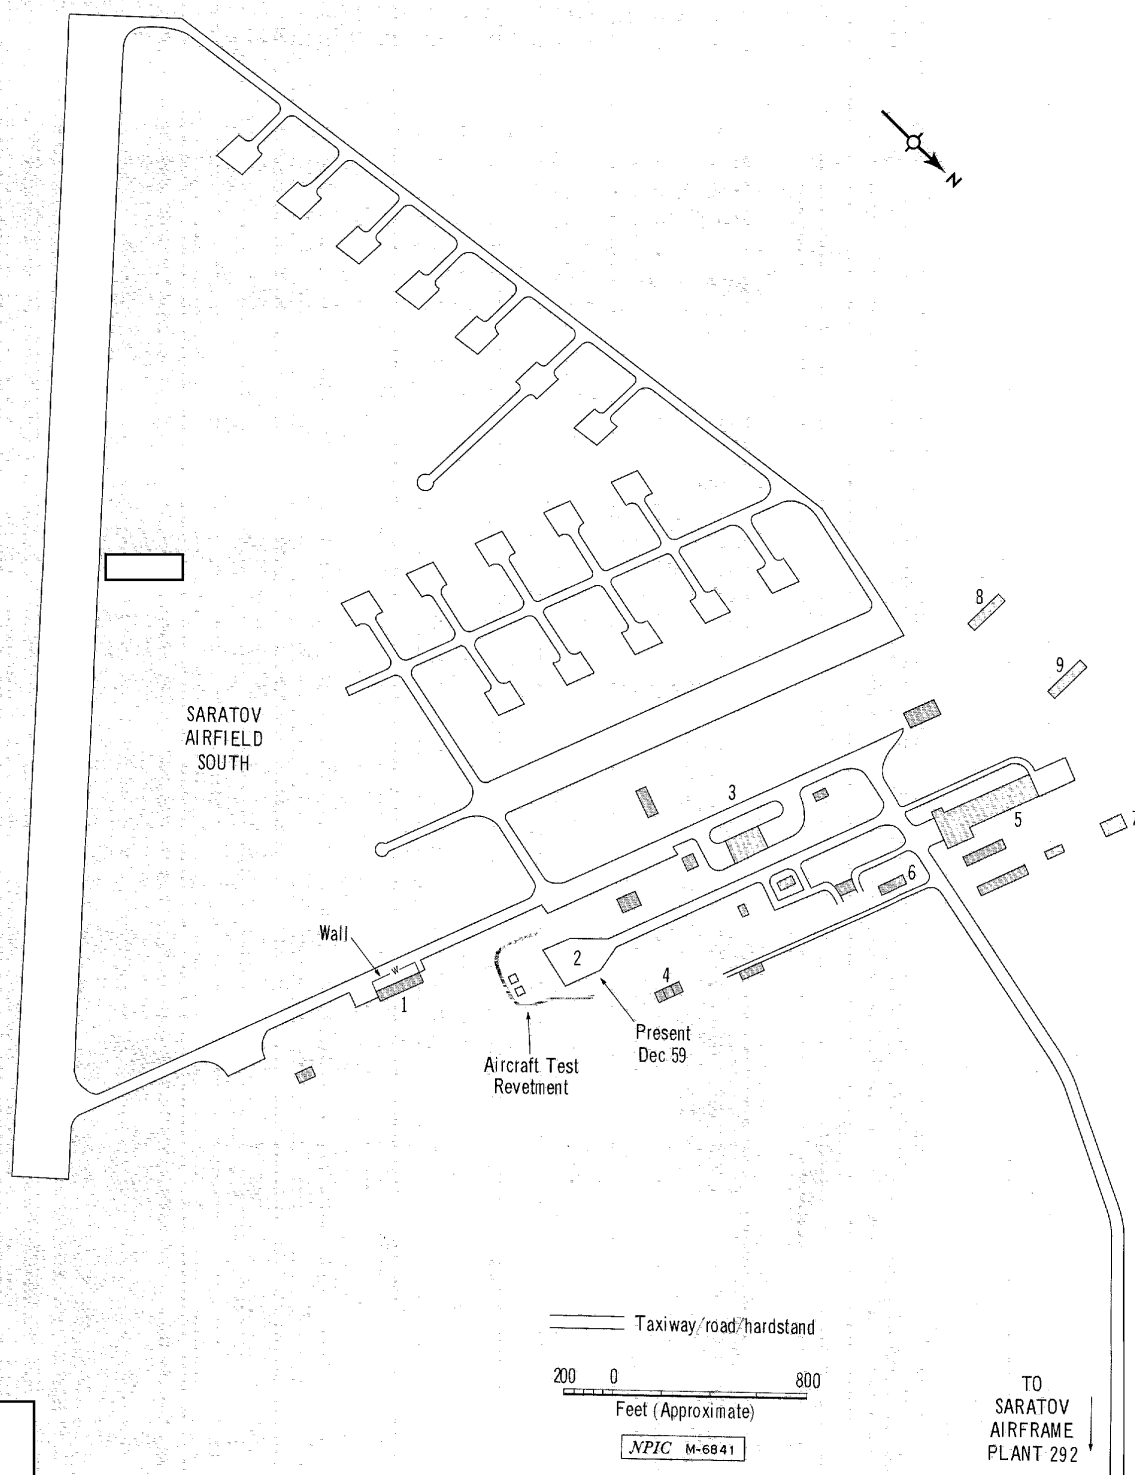 N
8
9
SARATOV
AIRFIELD
SOUTH
3
7
5
6
Wall
W
2
1
4
Present
Dec 59
Aircraft Test
Revetment
Taxiway/road/hardstand
200 0 800
Feet (Approximate)
NPIC M-6841
TO
SARATOV
AIRFRAME
PLANT 292